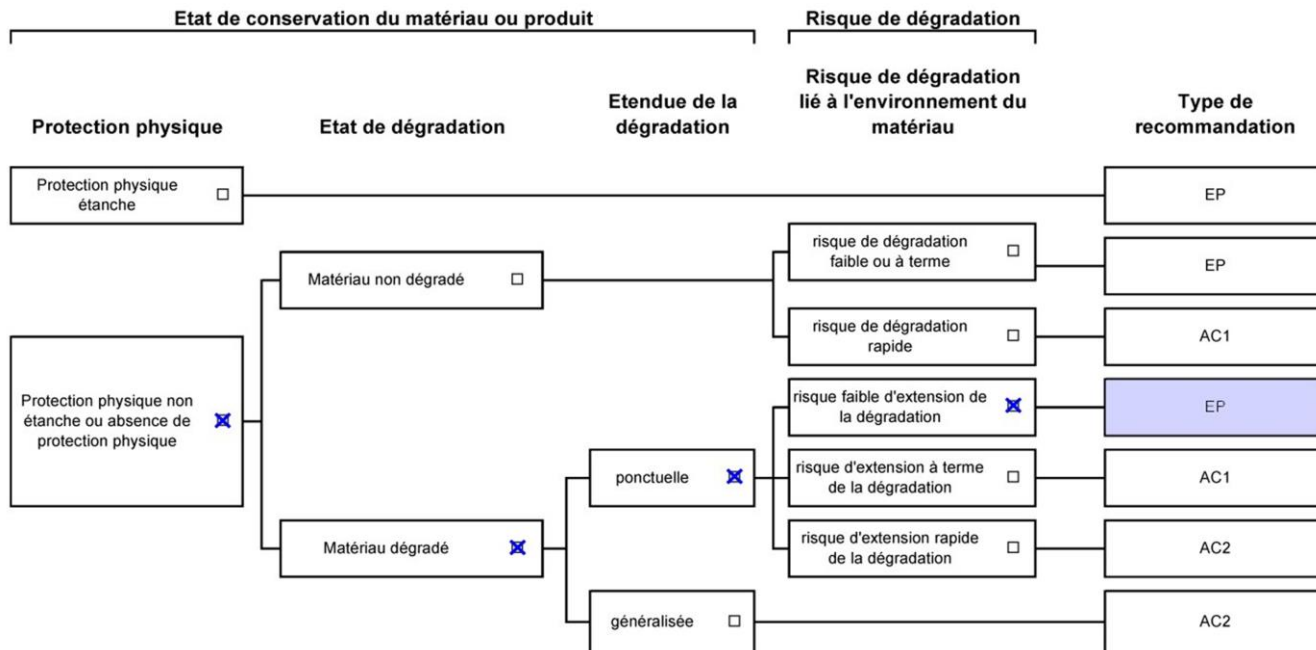 Etat de conservation du matériau ou produit
Risque de dégradation
Protection physique
Etat de dégradation
Etendue de la
dégradation
Risque de dégradation
lié à l'environnement du
matériau
Type de
recommandation
Protection physique
étanche
EP
risque de dégradation
faible ou à terme
EP
Matériau non dégradé
risque de dégradation
rapide
AC1
Protection physique non
étanche ou absence de
protection physique
risque faible d'extension de
la dégradation
EP
ponctuelle
risque d'extension à terme
de la dégradation
AC1
Matériau dégradé
risque d'extension rapide
de la dégradation
AC2
généralisée
AC2